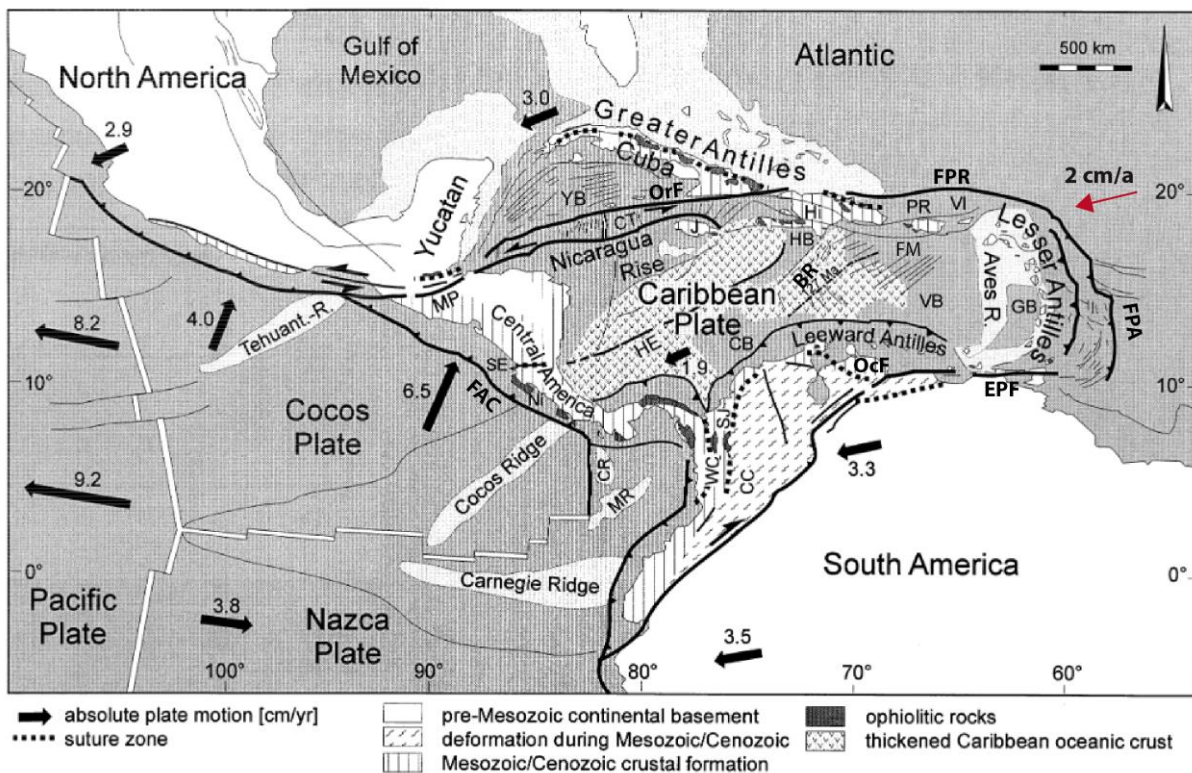 North America
Gulf of
Mexico
Atlantic
500 km
3.0
2.9
Greater Antilles
Cuba
FPR
2 cm/a
20°
20°
YB
OrF
PR
VI
Hi
Yucatan
CT
J
HB
FM
Lesser Antilles
Nicaragua
Rise
BR
Aves R.
FPA
MP
Caribbean
Plate
VB
GB
8.2
4.0
Tehuant.-R.
Central
America
HE
CB
Leeward Antilles
SE
1.9
OcF
10°
10°
6.5
FAC
Ni
EPF
Cocos
Plate
SJ
WC
CC
3.3
9.2
Cocos Ridge
CR
MR
0°
0°
South America
Carnegie Ridge
Pacific
Plate
3.8
Nazca
Plate
3.5
100°
90°
80°
70°
60°
absolute plate motion [cm/yr]
suture zone
pre-Mesozoic continental basement
deformation during Mesozoic/Cenozoic
Mesozoic/Cenozoic crustal formation
ophiolitic rocks
thickened Caribbean oceanic crust